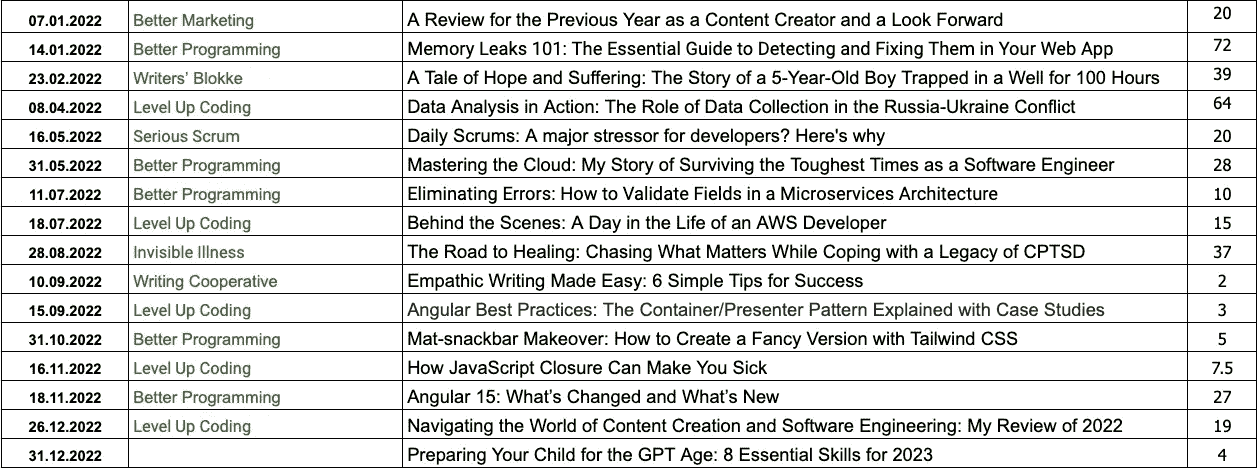 07.01.2022 Better Marketing A Review for the Previous Year as a Content Creator and a Look Forward 20
14.01.2022 Better Programming Memory Leaks 101: The Essential Guide to Detecting and Fixing Them in Your Web App 72
23.02.2022 Writers’ Blokke A Tale of Hope and Suffering: The Story of a 5-Year-Old Boy Trapped in a Well for 100 Hours 39
08.04.2022 Level Up Coding Data Analysis in Action: The Role of Data Collection in the Russia-Ukraine Conflict 64
16.05.2022 Serious Scrum Daily Scrums: A major stressor for developers? Here's why 20
31.05.2022 Better Programming Mastering the Cloud: My Story of Surviving the Toughest Times as a Software Engineer 28
11.07.2022 Better Programming Eliminating Errors: How to Validate Fields in a Microservices Architecture 10
18.07.2022 Level Up Coding Behind the Scenes: A Day in the Life of an AWS Developer 15
28.08.2022 Invisible Illness The Road to Healing: Chasing What Matters While Coping with a Legacy of CPTSD 37
10.09.2022 Writing Cooperative Empathic Writing Made Easy: 6 Simple Tips for Success 2
15.09.2022 Level Up Coding Angular Best Practices: The Container/Presenter Pattern Explained with Case Studies 3
31.10.2022 Better Programming Mat-snackbar Makeover: How to Create a Fancy Version with Tailwind CSS 5
16.11.2022 Level Up Coding How JavaScript Closure Can Make You Sick 7.5
18.11.2022 Better Programming Angular 15: What’s Changed and What’s New 27
26.12.2022 Level Up Coding Navigating the World of Content Creation and Software Engineering: My Review of 2022 19
31.12.2022 Preparing Your Child for the GPT Age: 8 Essential Skills for 2023 4